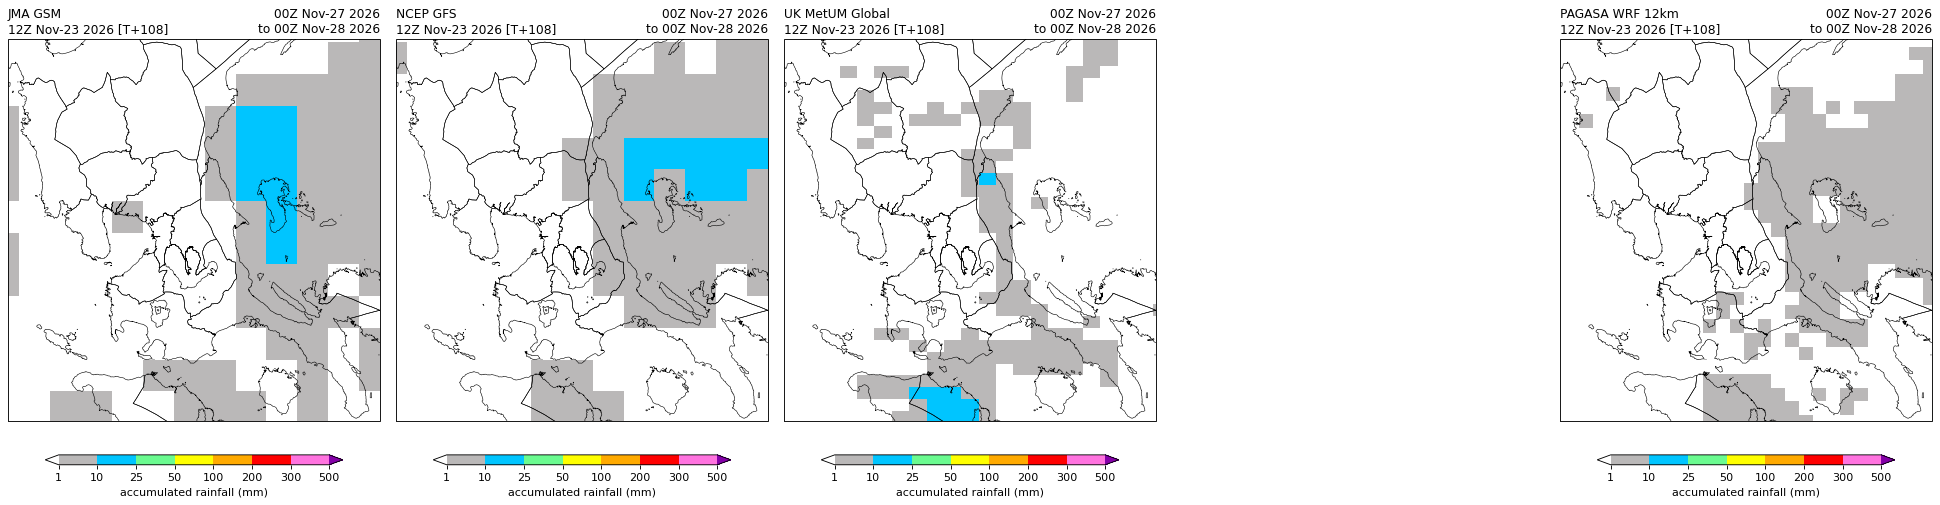 JMA GSM
12Z Nov-23 2026 [T+108]
00Z Nov-27 2026
to 00Z Nov-28 2026
1 10 25 50 100 200 300 500
accumulated rainfall (mm)
NCEP GFS
12Z Nov-23 2026 [T+108]
00Z Nov-27 2026
to 00Z Nov-28 2026
1 10 25 50 100 200 300 500
accumulated rainfall (mm)
UK MetUM Global
12Z Nov-23 2026 [T+108]
00Z Nov-27 2026
to 00Z Nov-28 2026
1 10 25 50 100 200 300 500
accumulated rainfall (mm)
PAGASA WRF 12km
12Z Nov-23 2026 [T+108]
00Z Nov-27 2026
to 00Z Nov-28 2026
1 10 25 50 100 200 300 500
accumulated rainfall (mm)